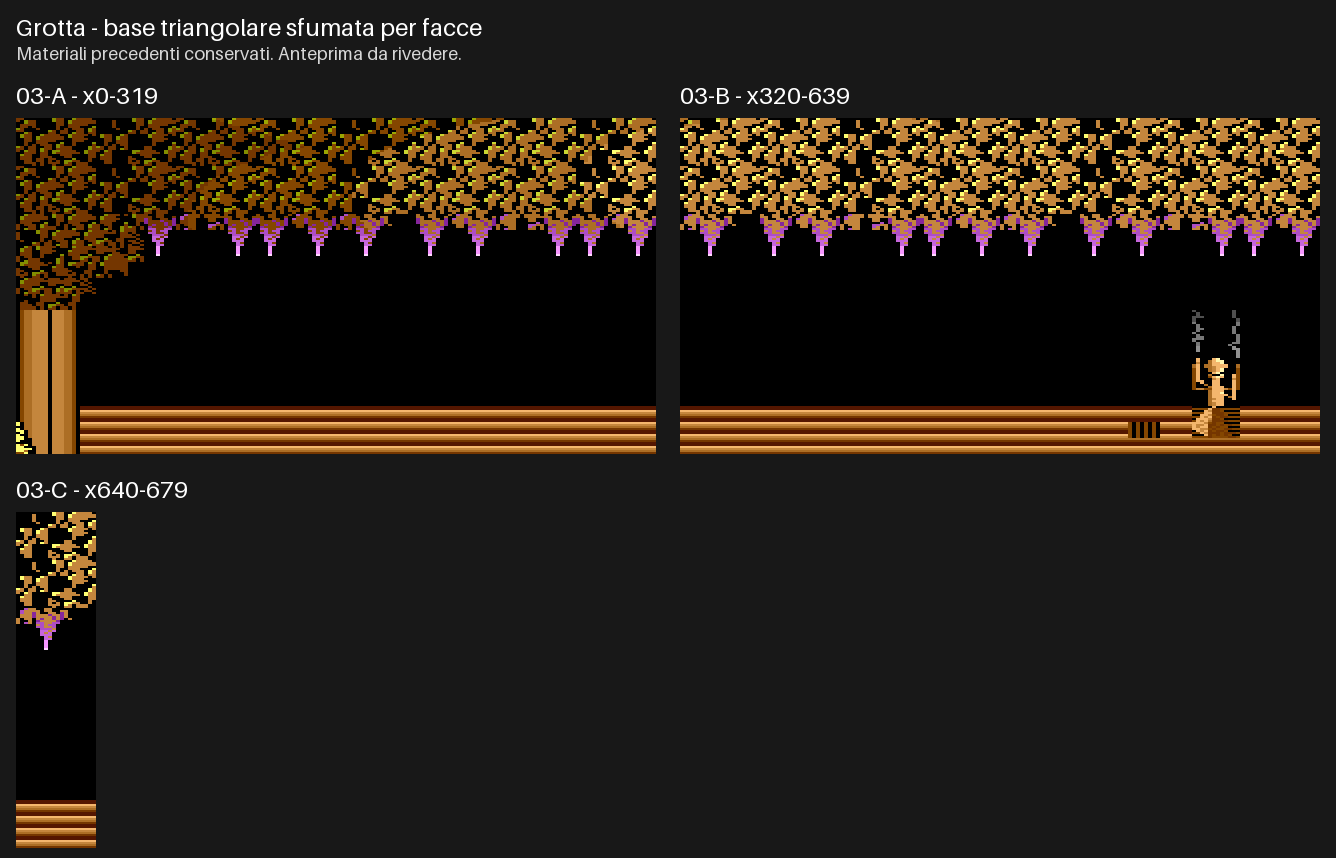 Grotta - base triangolare sfumata per facce
Materiali precedenti conservati. Anteprima da rivedere.
03-A - x0-319
03-B - x320-639
03-C - x640-679